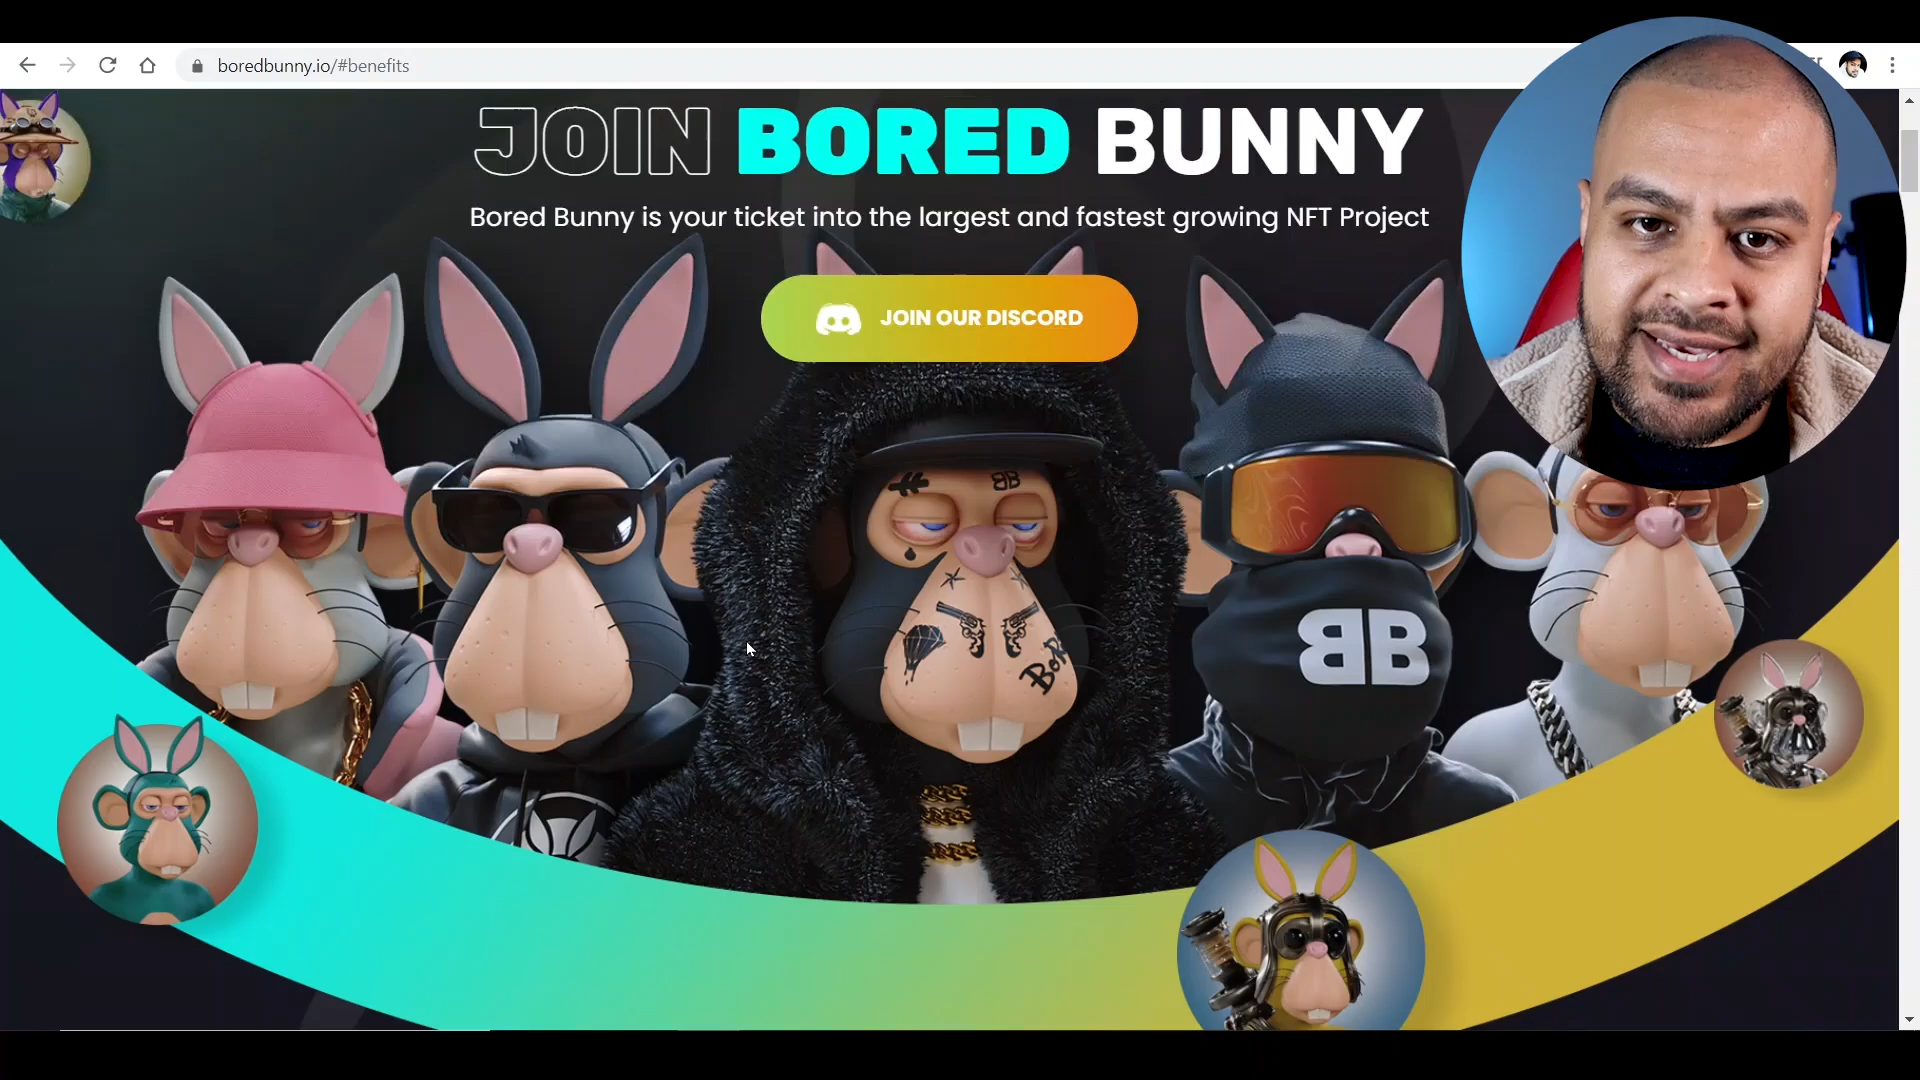 boredbunny.io/#benefits
JOIN BORED BUNNY
Bored Bunny is your ticket into the largest and fastest growing NFT Project
JOIN OUR DISCORD
BB
BB